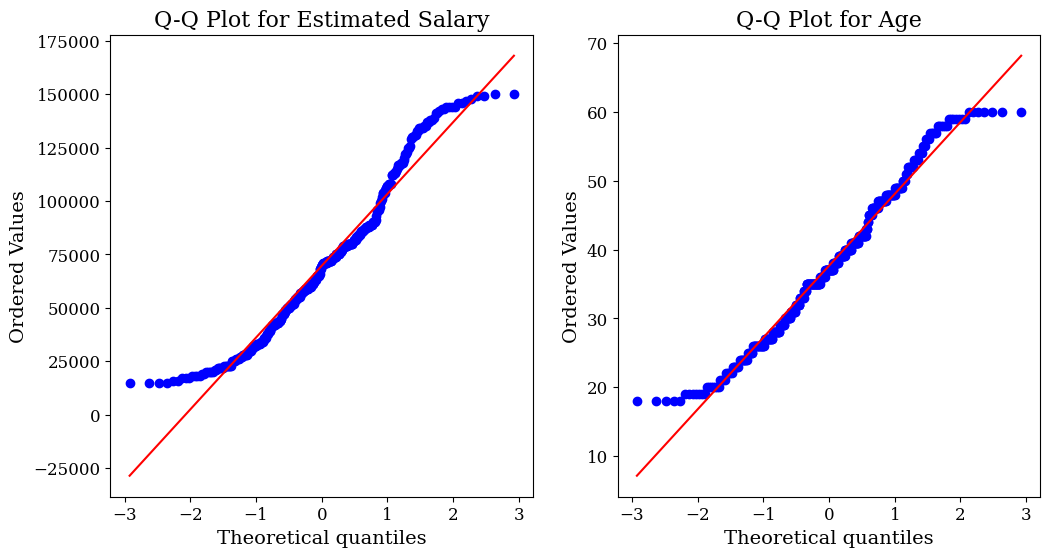 Q-Q Plot for Estimated Salary
175000
150000
125000
100000
75000
50000
25000
0
−25000
−3 −2 −1 0 1 2 3
Theoretical quantiles
Ordered Values
Q-Q Plot for Age
70
60
50
40
30
20
10
−3 −2 −1 0 1 2 3
Theoretical quantiles
Ordered Values